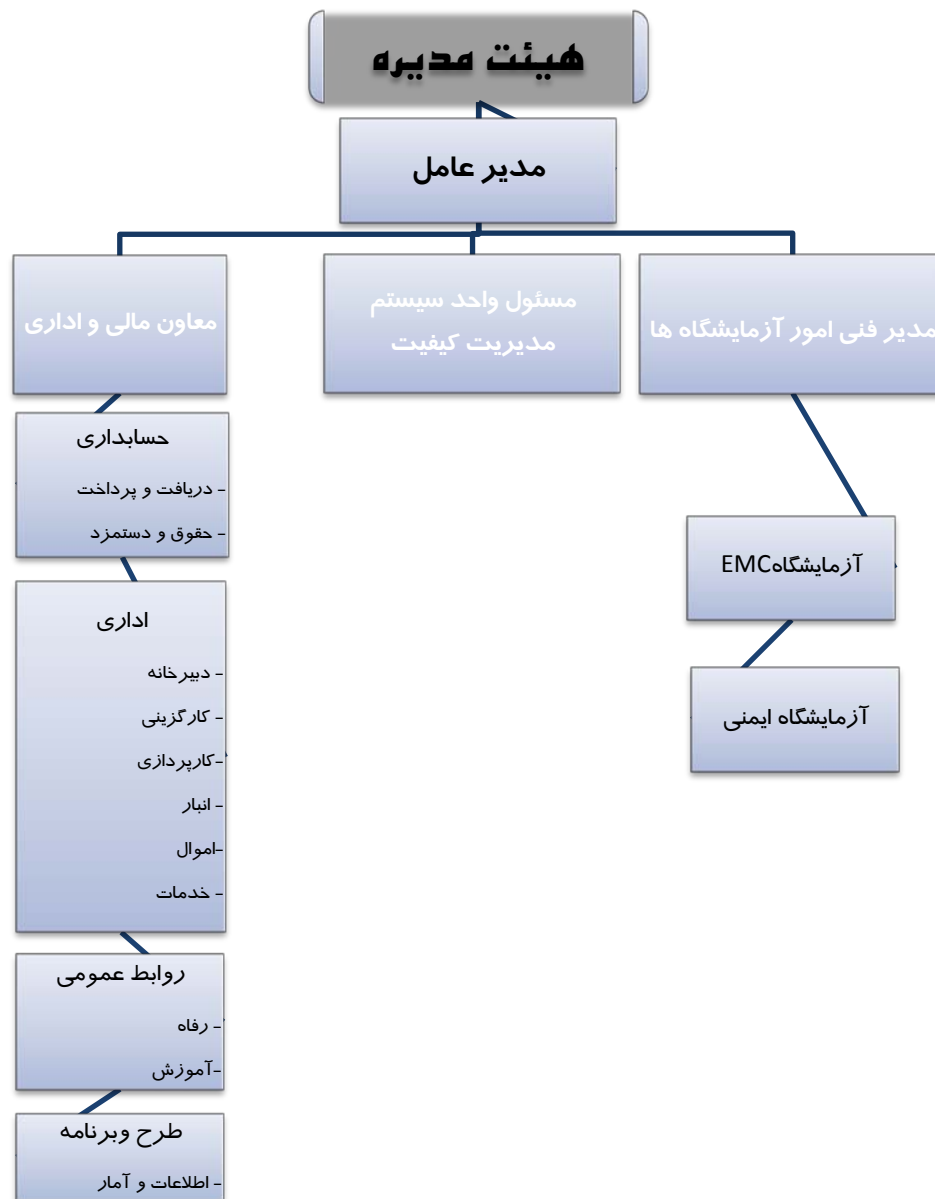 هیئت مدیره
مدیر عامل
مدیر فنی امور آزمایشگاه ها
مسئول واحد سیستم
مدیریت کیفیت
معاون مالی و اداری
آزمایشگاهEMC
آزمایشگاه ایمنی
حسابداری
- دریافت و پرداخت
- حقوق و دستمزد
اداری
- دبیرخانه
- کارگزینی
-کارپردازی
- انبار
-اموال
- خدمات
روابط عمومی
- رفاه
-آموزش
طرح وبرنامه
- اطلاعات و آمار